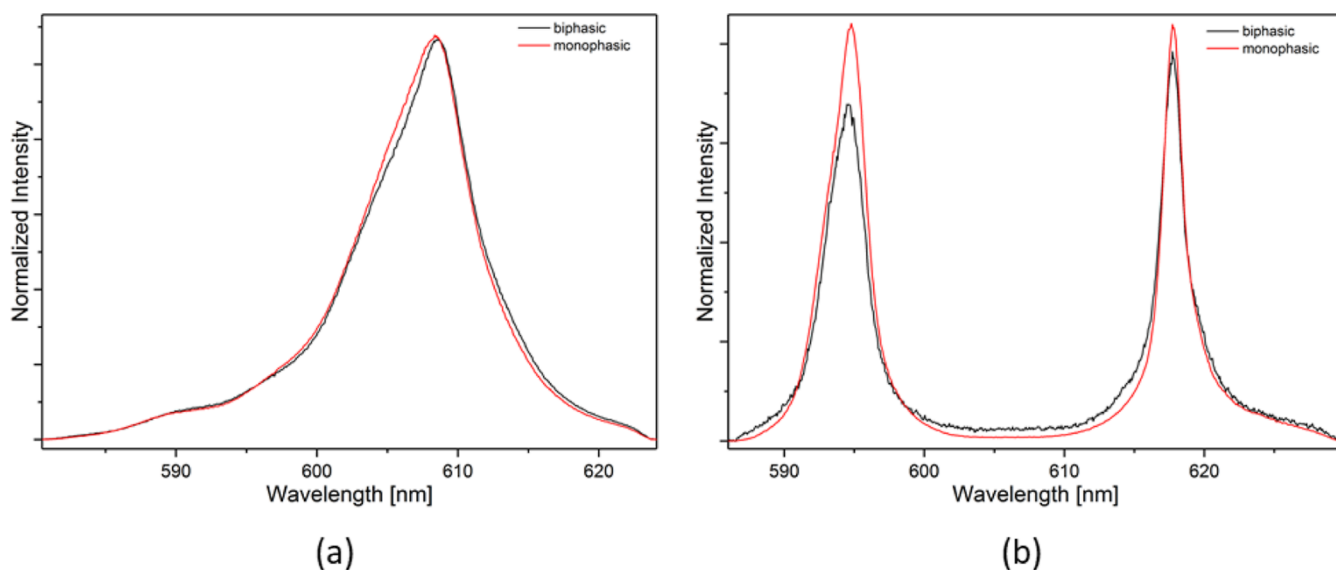 biphasic
monophasic
Normalized Intensity
590
600
610
620
Wavelength [nm]
(a)
biphasic
monophasic
Normalized Intensity
590
600
610
620
Wavelength [nm]
(b)